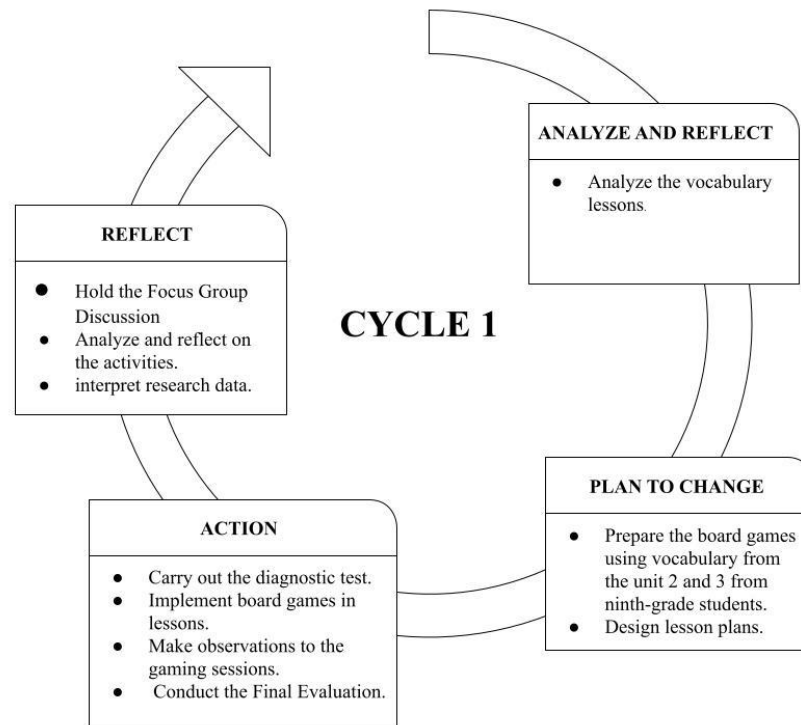 ANALYZE AND REFLECT
● Analyze the vocabulary
lessons.
REFLECT
● Hold the Focus Group
Discussion
● Analyze and reflect on
the activities.
● interpret research data.
CYCLE 1
PLAN TO CHANGE
● Prepare the board games
using vocabulary from
the unit 2 and 3 from
ninth-grade students.
● Design lesson plans.
ACTION
● Carry out the diagnostic test.
● Implement board games in
lessons.
● Make observations to the
gaming sessions.
● Conduct the Final Evaluation.